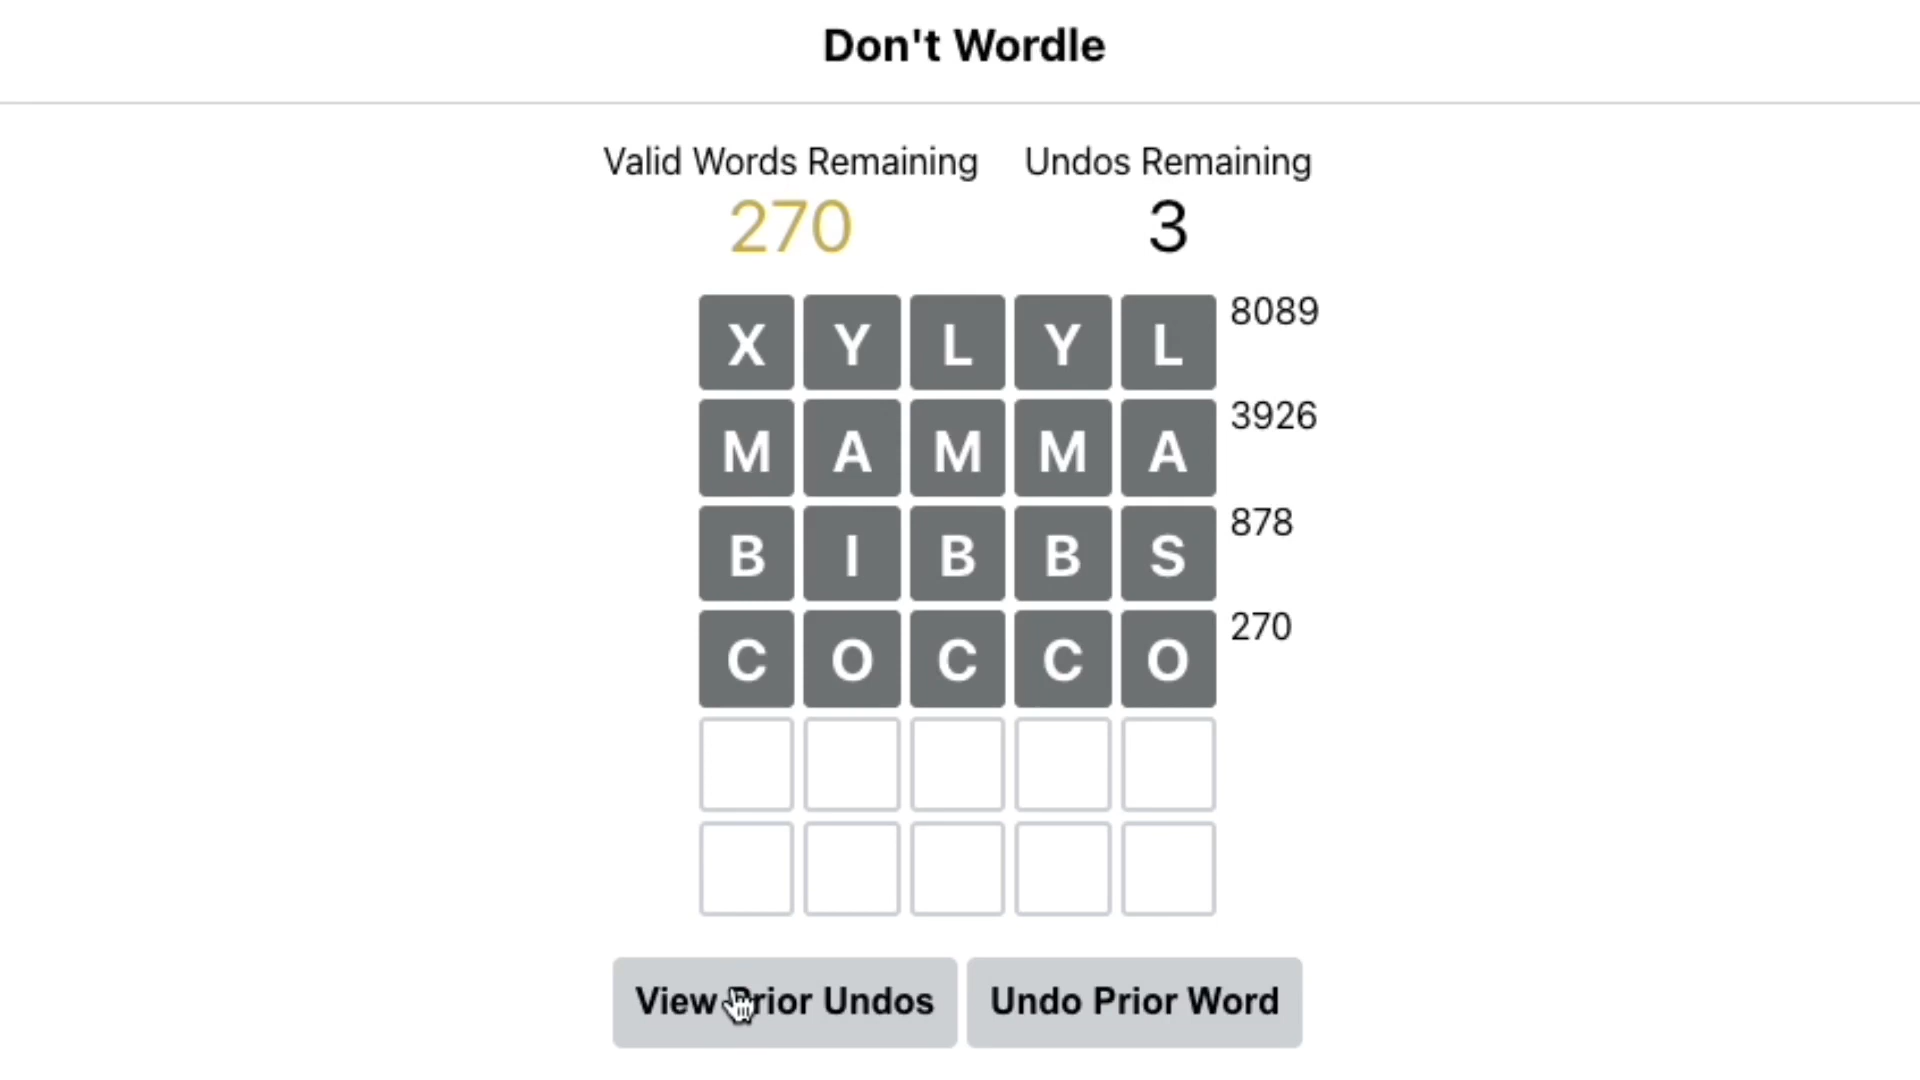 Don't Wordle
Valid Words Remaining Undos Remaining
270 3
X Y L Y L 8089
M A M M A 3926
B I B B S 878
C O C C O 270
View Prior Undos Undo Prior Word